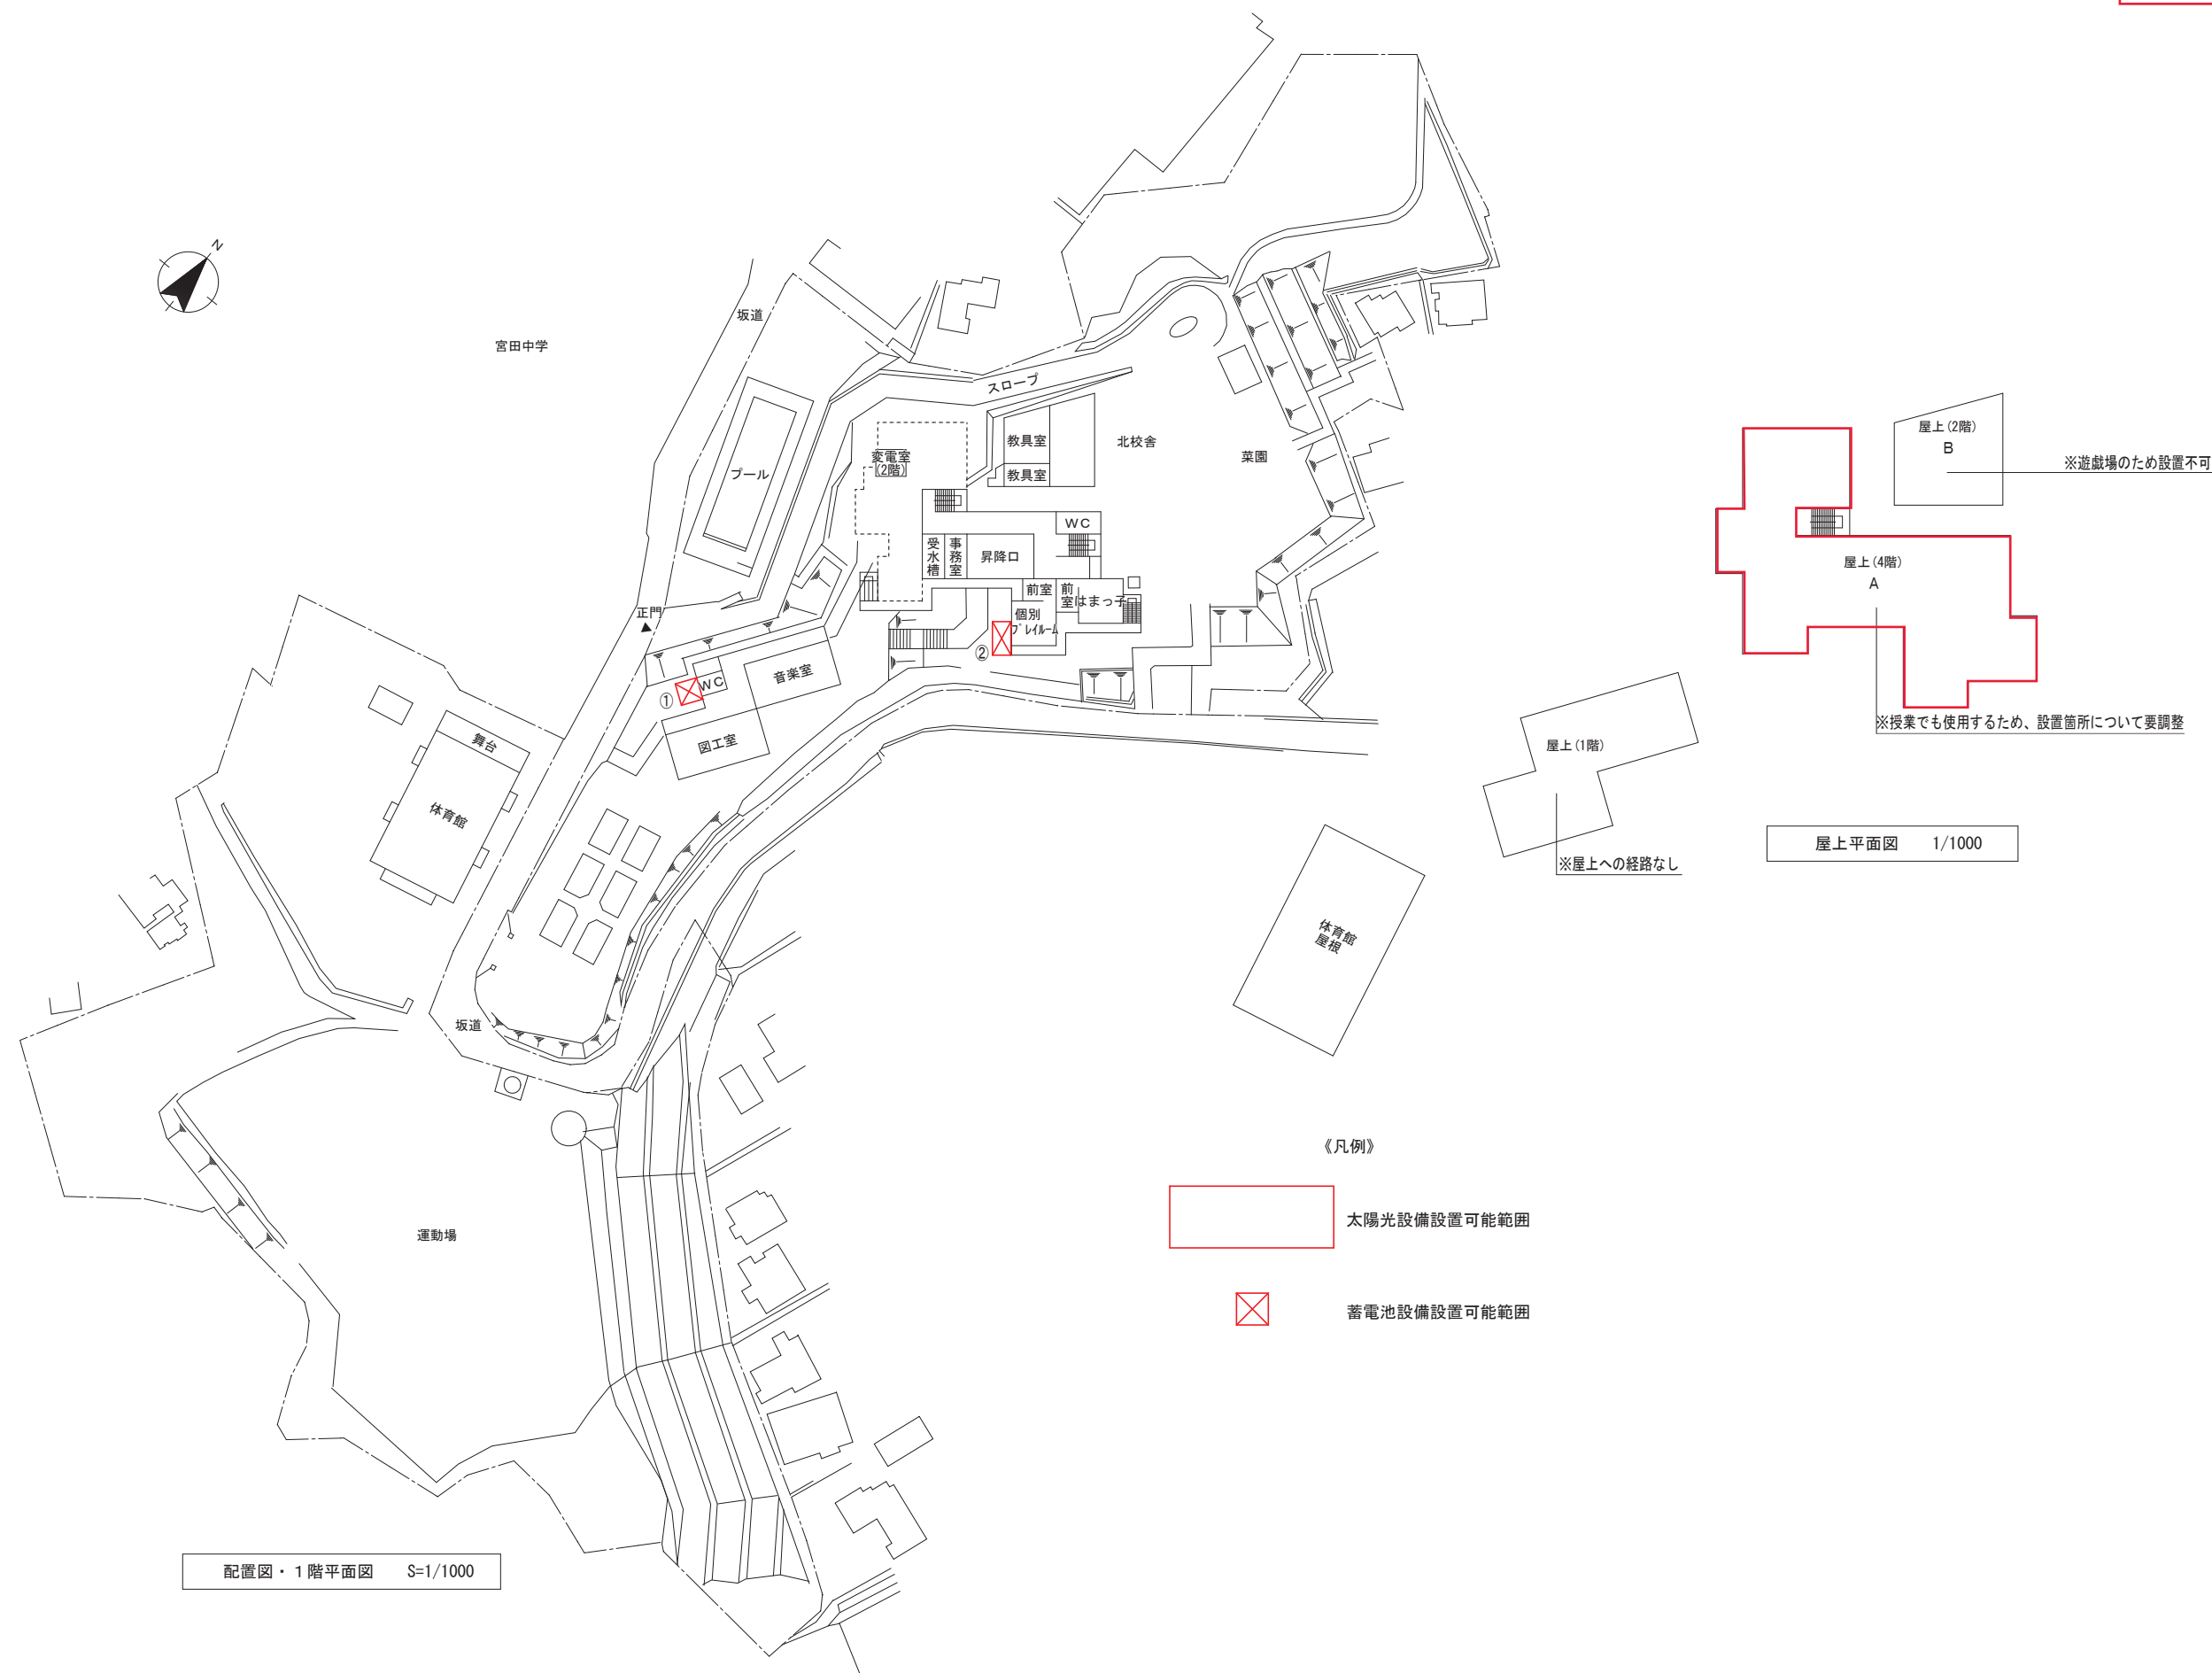 N
宮田中学
坂道
スロープ
教具室
教具室
北校舎
菜園
変電室
(2階)
プール
WC
受水槽
事務室
昇降口
前室
前室
はまっ子
個別
プレイルーム
②
正門
音楽室
WC
①
図工室
舞台
体育館
坂道
運動場
配置図・1階平面図 S=1/1000
屋上(2階)
B
※遊戯場のため設置不可
屋上(4階)
A
※授業でも使用するため、設置箇所について要調整
屋上(1階)
※屋上への経路なし
屋上平面図 1/1000
体育館
屋根
《凡例》
太陽光設備設置可能範囲
蓄電池設備設置可能範囲